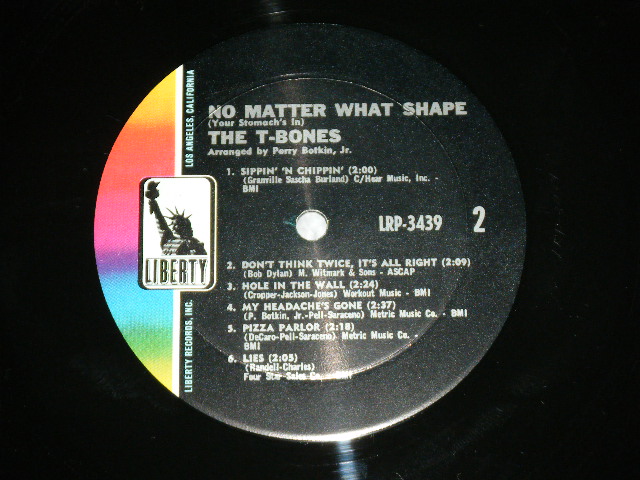 NO MATTER WHAT SHAPE
(Your Stomach's In)
THE T-BONES
Arranged by Perry Botkin, Jr.
1. SIPPIN' 'N CHIPPIN' (2:00)
(Granville Sascha Burland) C/Hear Music, Inc. -
BMI
LRP-3439 2
2. DON'T THINK TWICE, IT'S ALL RIGHT (2:09)
(Bob Dylan) M. Witmark & Sons - ASCAP
3. HOLE IN THE WALL (2:24)
(Cropper-Jackson-Jones) Workout Music - BMI
4. MY HEADACHE'S GONE (2:37)
(P. Botkin, Jr.-Pell-Saraceno) Metric Music Co. - BMI
5. PIZZA PARLOR (2:18)
(DeCaro-Pell-Saraceno) Metric Music Co. -
BMI
6. LIES (2:05)
(Randell-Charles)
Four Star Sales Co. - BMI
LIBERTY
LOS ANGELES, CALIFORNIA
LIBERTY RECORDS, INC.